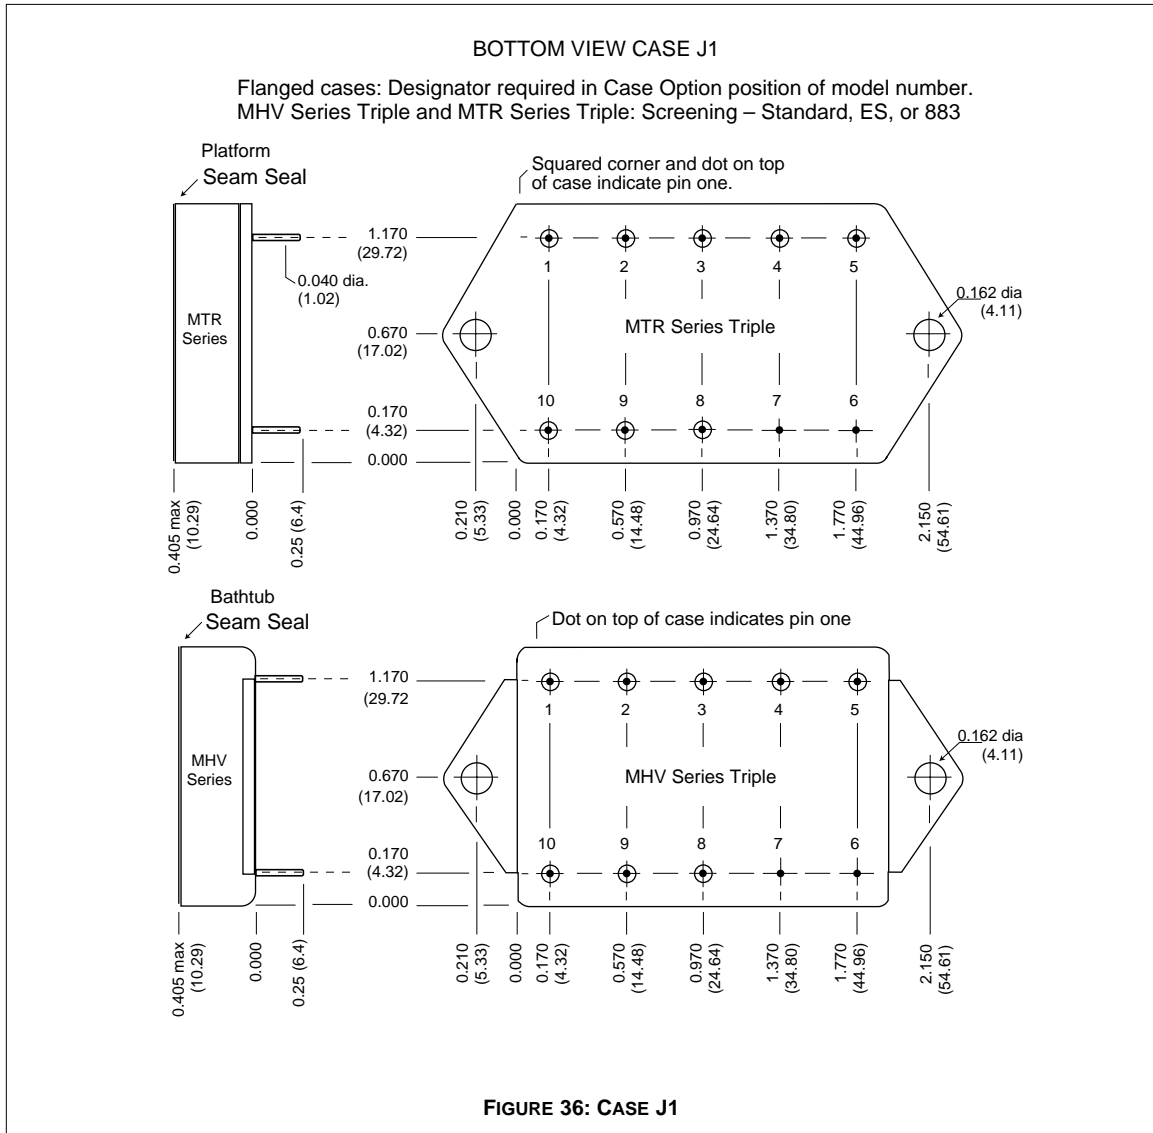 BOTTOM VIEW CASE J1
Flanged cases: Designator required in Case Option position of model number.
MHV Series Triple and MTR Series Triple: Screening – Standard, ES, or 883
Platform
Seam Seal
Squared corner and dot on top
of case indicate pin one.
1.170
(29.72)
0.040 dia.
(1.02)
1 2 3 4 5
0.162 dia
(4.11)
MTR
Series
0.670
(17.02)
MTR Series Triple
0.170
(4.32)
10 9 8 7 6
0.000
0.405 max
(10.29)
0.000
0.25 (6.4)
0.210
(5.33)
0.000
0.170
(4.32)
0.570
(14.48)
0.970
(24.64)
1.370
(34.80)
1.770
(44.96)
2.150
(54.61)
Bathtub
Seam Seal
Dot on top of case indicates pin one
1.170
(29.72
1 2 3 4 5
0.162 dia
(4.11)
MHV
Series
0.670
(17.02)
MHV Series Triple
0.170
(4.32)
10 9 8 7 6
0.000
0.405 max
(10.29)
0.000
0.25 (6.4)
0.210
(5.33)
0.000
0.170
(4.32)
0.570
(14.48)
0.970
(24.64)
1.370
(34.80)
1.770
(44.96)
2.150
(54.61)
FIGURE 36: CASE J1